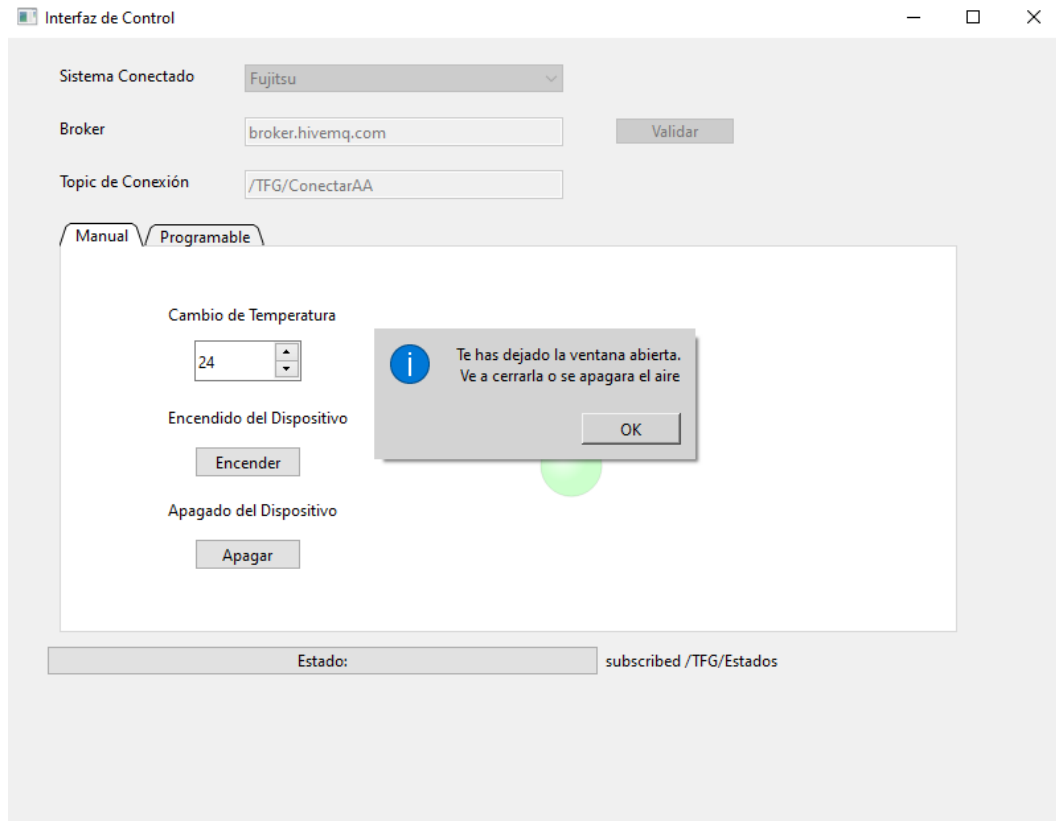 Interfaz de Control
Sistema Conectado
Fujitsu
Broker
broker.hivemq.com
Validar
Topic de Conexión
/TFG/ConectarAA
Manual
Programable
Cambio de Temperatura
24
Te has dejado la ventana abierta.
Ve a cerrarla o se apagara el aire
OK
Encendido del Dispositivo
Encender
Apagado del Dispositivo
Apagar
Estado:
subscribed /TFG/Estados